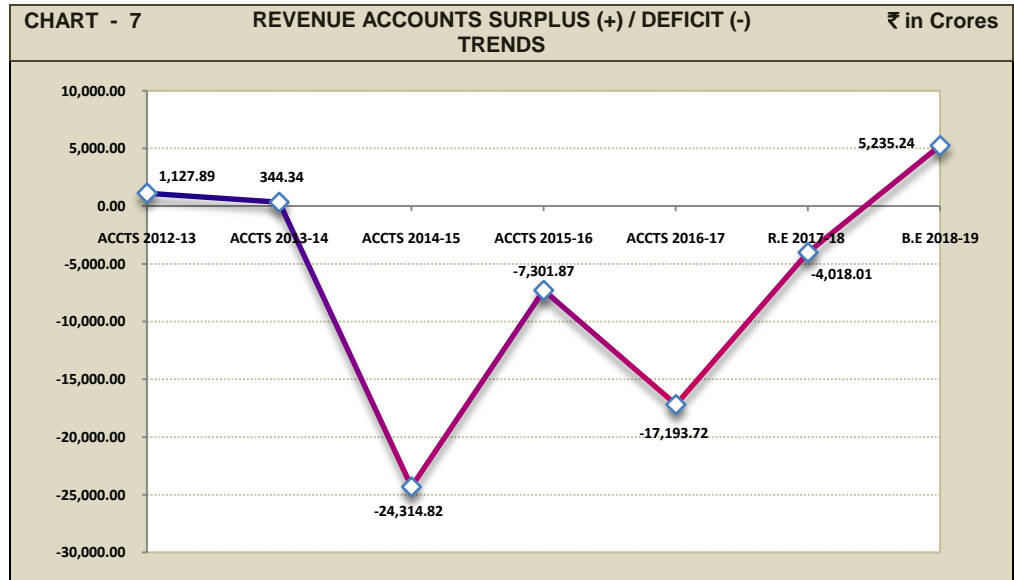 CHART - 7
REVENUE ACCOUNTS SURPLUS (+) / DEFICIT (-)
TRENDS
₹ in Crores
10,000.00
5,000.00
0.00
-5,000.00
-10,000.00
-15,000.00
-20,000.00
-25,000.00
-30,000.00
1,127.89
344.34
-24,314.82
-7,301.87
-17,193.72
-4,018.01
5,235.24
ACCTS 2012-13
ACCTS 2013-14
ACCTS 2014-15
ACCTS 2015-16
ACCTS 2016-17
R.E 2017-18
B.E 2018-19